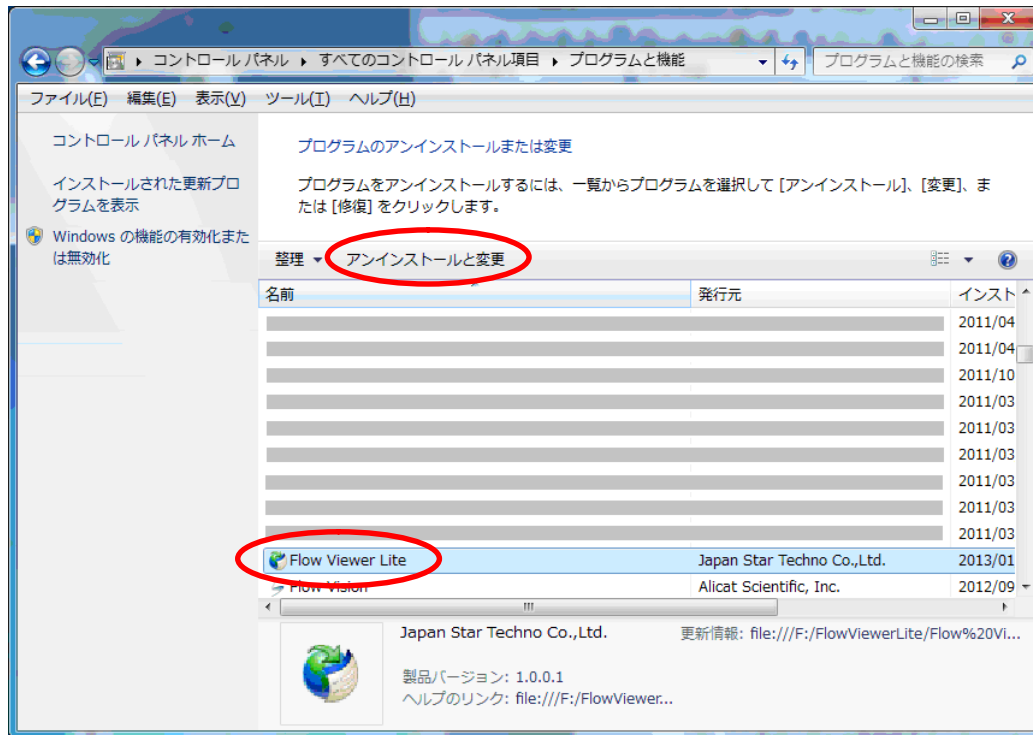 コントロール パネル ▸ すべてのコントロール パネル項目 ▸ プログラムと機能
プログラムと機能の検索
ファイル(F) 編集(E) 表示(V) ツール(T) ヘルプ(H)
コントロール パネル ホーム
インストールされた更新プロ
グラムを表示
Windows の機能の有効化また
は無効化
プログラムのアンインストールまたは変更
プログラムをアンインストールするには、一覧からプログラムを選択して [アンインストール]、[変更]、ま
たは [修復] をクリックします。
整理 アンインストールと変更
名前 発行元 インスト
2011/04
2011/04
2011/10
2011/03
2011/03
2011/03
2011/03
2011/03
2011/03
Flow Viewer Lite Japan Star Techno Co.,Ltd. 2013/01
Flow Vision Alicat Scientific, Inc. 2012/09
Japan Star Techno Co.,Ltd. 更新情報: file:///F:/FlowViewerLite/Flow%20Vi...
製品バージョン: 1.0.0.1
ヘルプのリンク: file:///F:/FlowViewer...